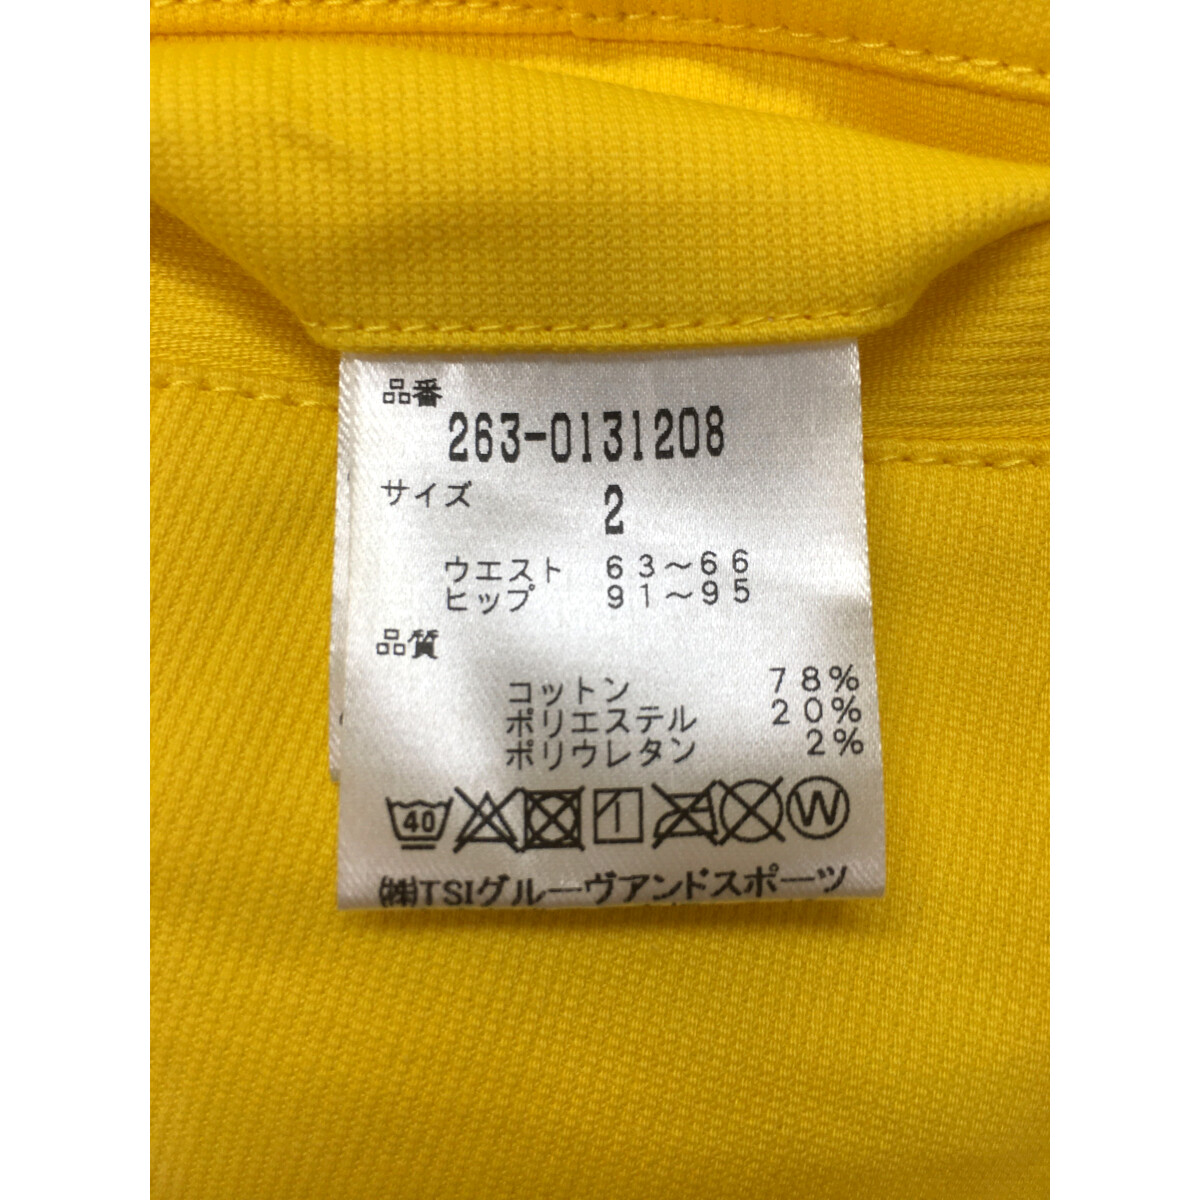 品番
263-0131208
サイズ 2
ウエスト 63～66
ヒップ 91～95
品質
コットン 78%
ポリエステル 20%
ポリウレタン 2%
40 W
㈱TSIグルーヴアンドスポーツ